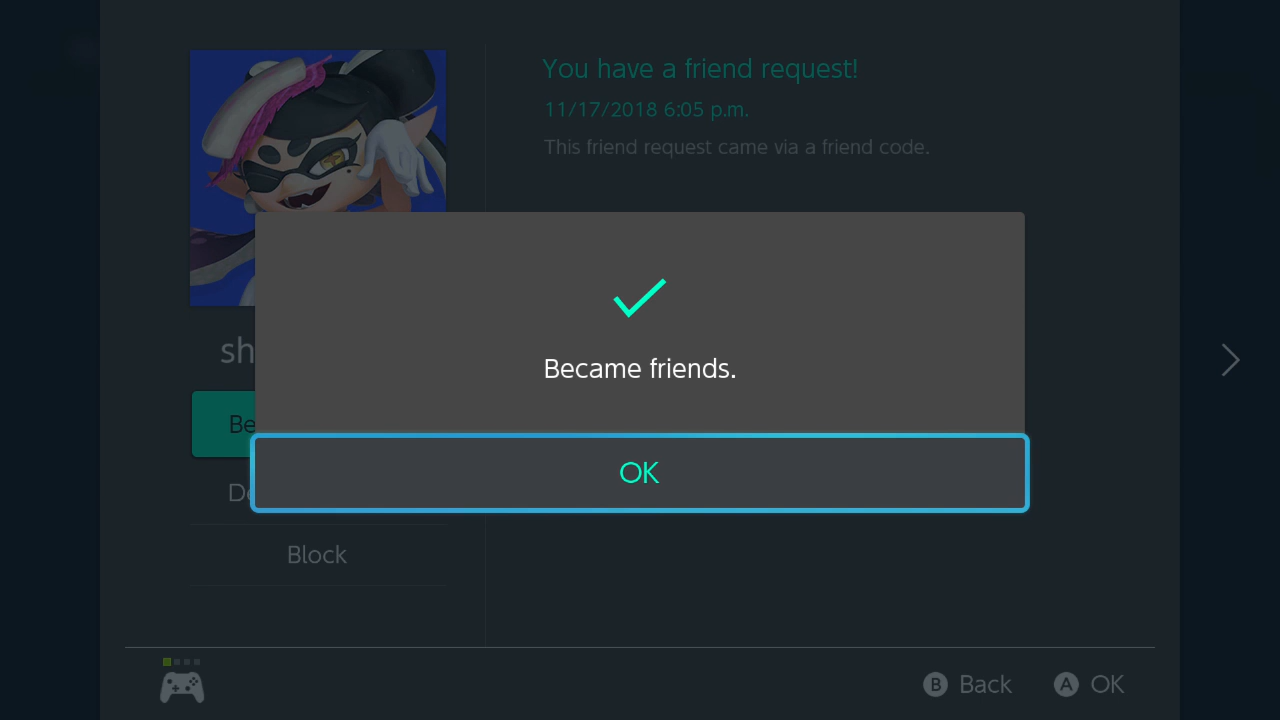 You have a friend request!
11/17/2018 6:05 p.m.
This friend request came via a friend code.
Became friends.
OK
Block
B Back A OK